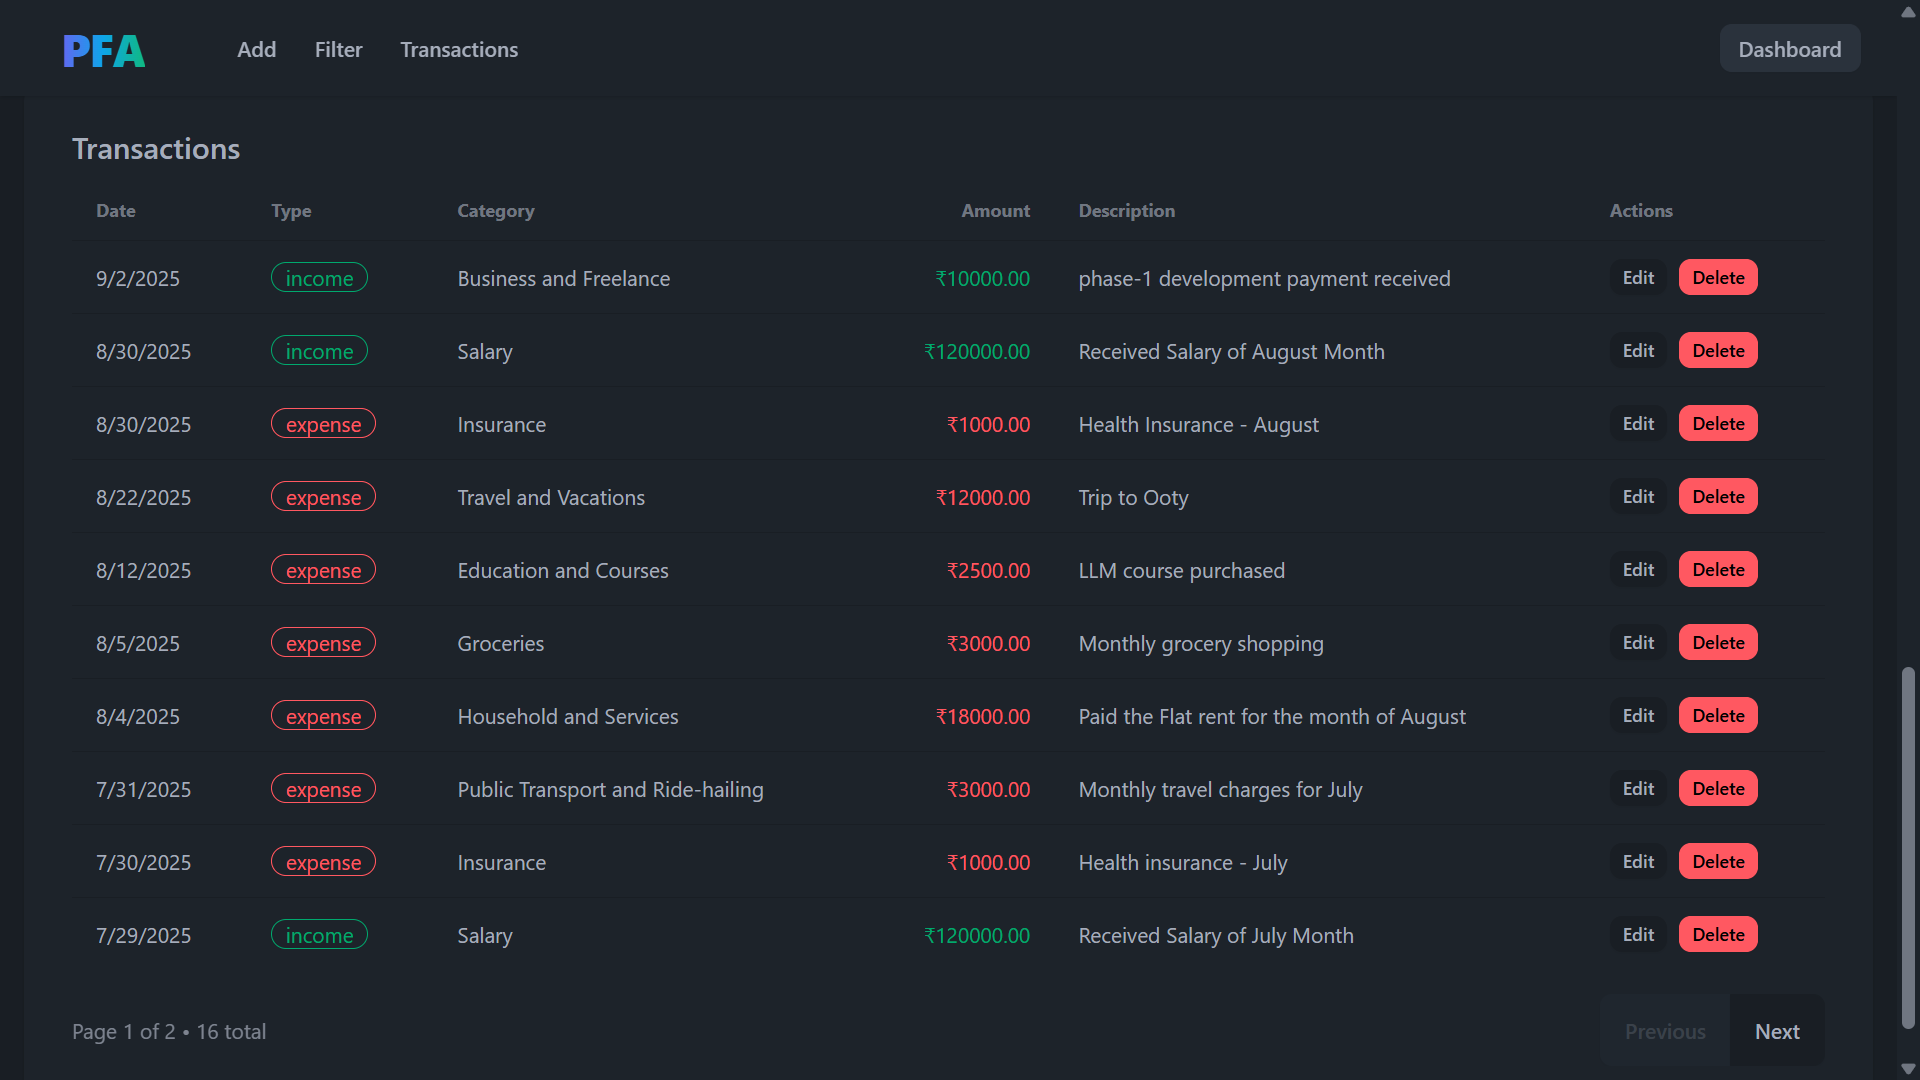 PFA Add Filter Transactions Dashboard
Transactions
Date Type Category Amount Description Actions
9/2/2025 income Business and Freelance ₹10000.00 phase-1 development payment received Edit Delete
8/30/2025 income Salary ₹120000.00 Received Salary of August Month Edit Delete
8/30/2025 expense Insurance ₹1000.00 Health Insurance - August Edit Delete
8/22/2025 expense Travel and Vacations ₹12000.00 Trip to Ooty Edit Delete
8/12/2025 expense Education and Courses ₹2500.00 LLM course purchased Edit Delete
8/5/2025 expense Groceries ₹3000.00 Monthly grocery shopping Edit Delete
8/4/2025 expense Household and Services ₹18000.00 Paid the Flat rent for the month of August Edit Delete
7/31/2025 expense Public Transport and Ride-hailing ₹3000.00 Monthly travel charges for July Edit Delete
7/30/2025 expense Insurance ₹1000.00 Health insurance - July Edit Delete
7/29/2025 income Salary ₹120000.00 Received Salary of July Month Edit Delete
Page 1 of 2 • 16 total Previous Next